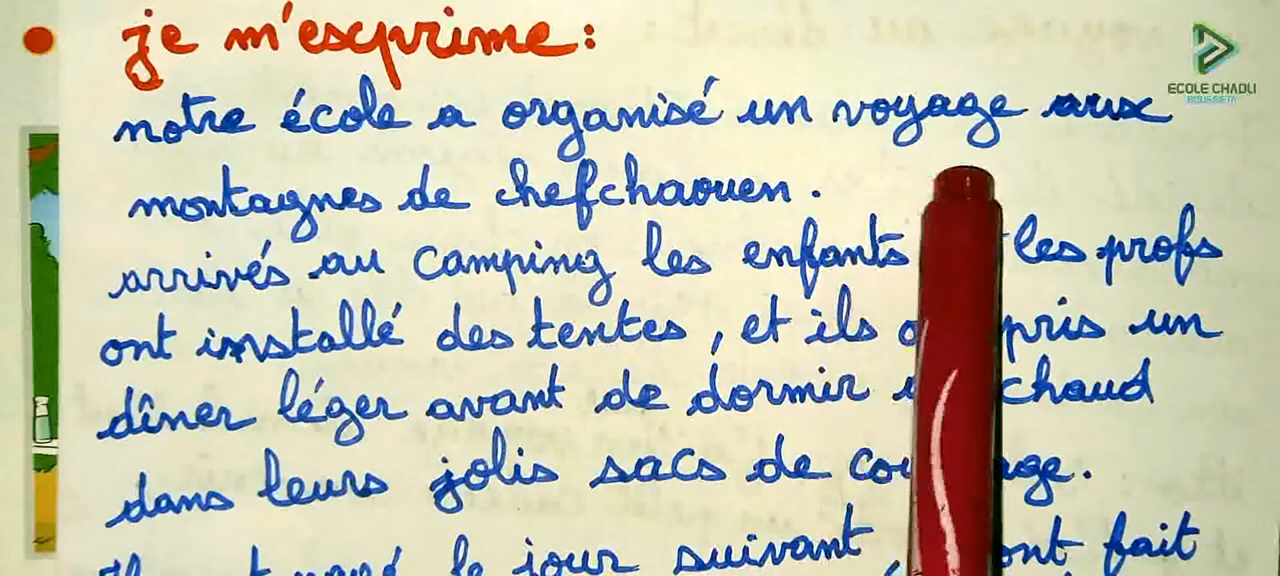 je m'exprime:
ECOLE CHADLI
notre école a organisé un voyage aux
montagnes de chefchaouen.
arrivés au camping les enfants les profs
ont installé des tentes, et ils pris un
dîner léger avant de dormir chaud
dans leurs jolis sacs de
le jour suivant ont fait